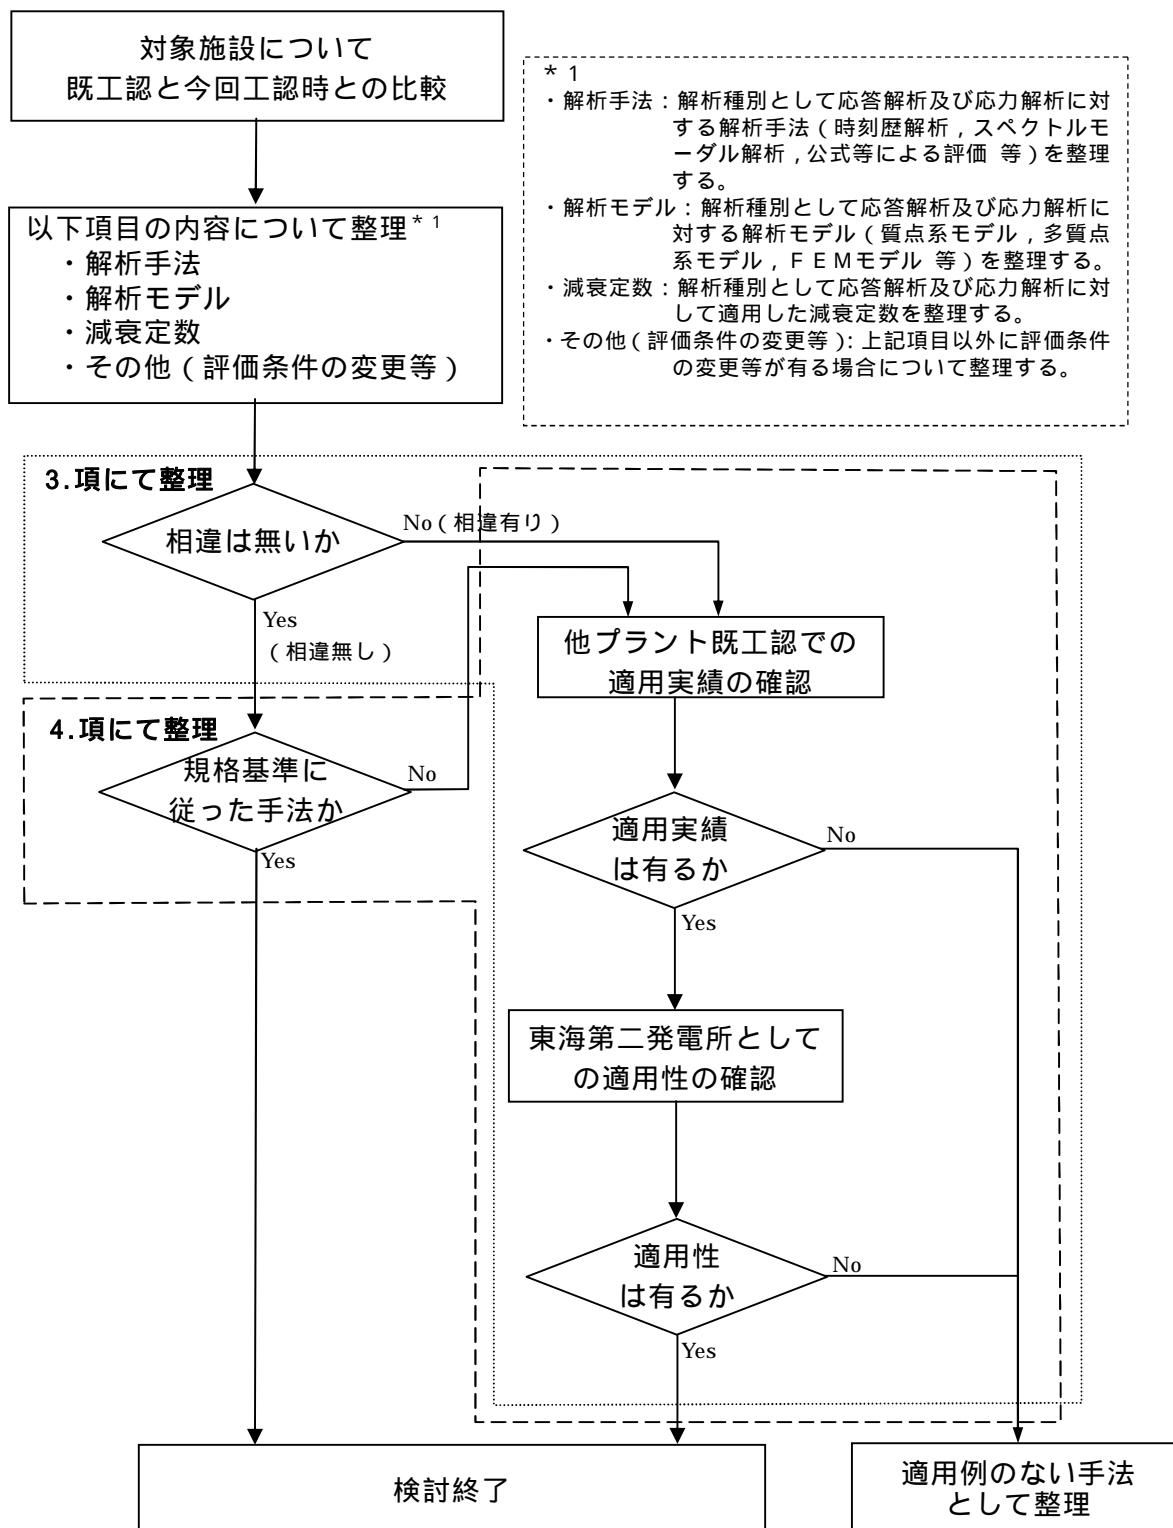 対象施設について
既工認と今回工認時との比較
以下項目の内容について整理*1
・解析手法
・解析モデル
・減衰定数
・その他(評価条件の変更等)
*1
・解析手法:解析種別として応答解析及び応力解析に対
する解析手法(時刻歴解析,スペクトルモ
ーダル解析,公式等による評価 等)を整理
する。
・解析モデル:解析種別として応答解析及び応力解析に
対する解析モデル(質点系モデル,多質点
系モデル,FEMモデル 等)を整理する。
・減衰定数:解析種別として応答解析及び応力解析に対
して適用した減衰定数を整理する。
・その他(評価条件の変更等):上記項目以外に評価条件
の変更等が有る場合について整理する。
3.項にて整理
相違は無いか
No(相違有り)
Yes
(相違無し)
他プラント既工認での
適用実績の確認
4.項にて整理
規格基準に
従った手法か
No
Yes
適用実績
は有るか
No
Yes
東海第二発電所として
の適用性の確認
適用性
は有るか
No
Yes
検討終了
適用例のない手法
として整理